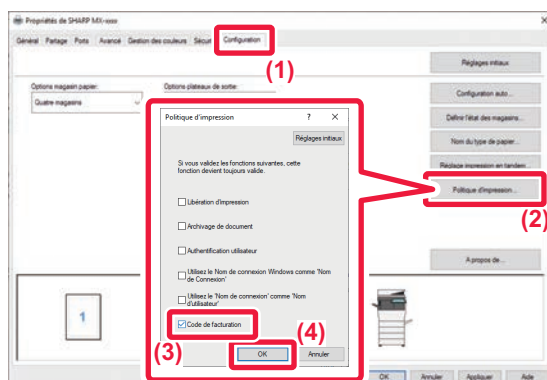 Propriétés de SHARP MX-xxxx
Général Partage Ports Avancé Gestion des couleurs Sécuri Configuration
(1)
Réglages initiaux
Options magasin papier:
Options plateaux de sortie:
Quatre magasins
Configuration auto...
Définir l'état des magasins...
Nom du type de papier...
Réglage impression en tandem...
Politique d'impression...
(2)
A propos de...
Politique d'impression
?
Réglages initiaux
Si vous validez les fonctions suivantes, cette
fonction devient toujours valide.
Libération d'impression
Archivage de document
Authentification utilisateur
Utilisez le Nom de connexion Windows comme 'Nom
de Connexion'
Utilisez le 'Nom de connexion' comme 'Nom
d'utilisateur'
Code de facturation
(3)
(4)
OK
Annuler
1
OK Annuler Appliquer Aide